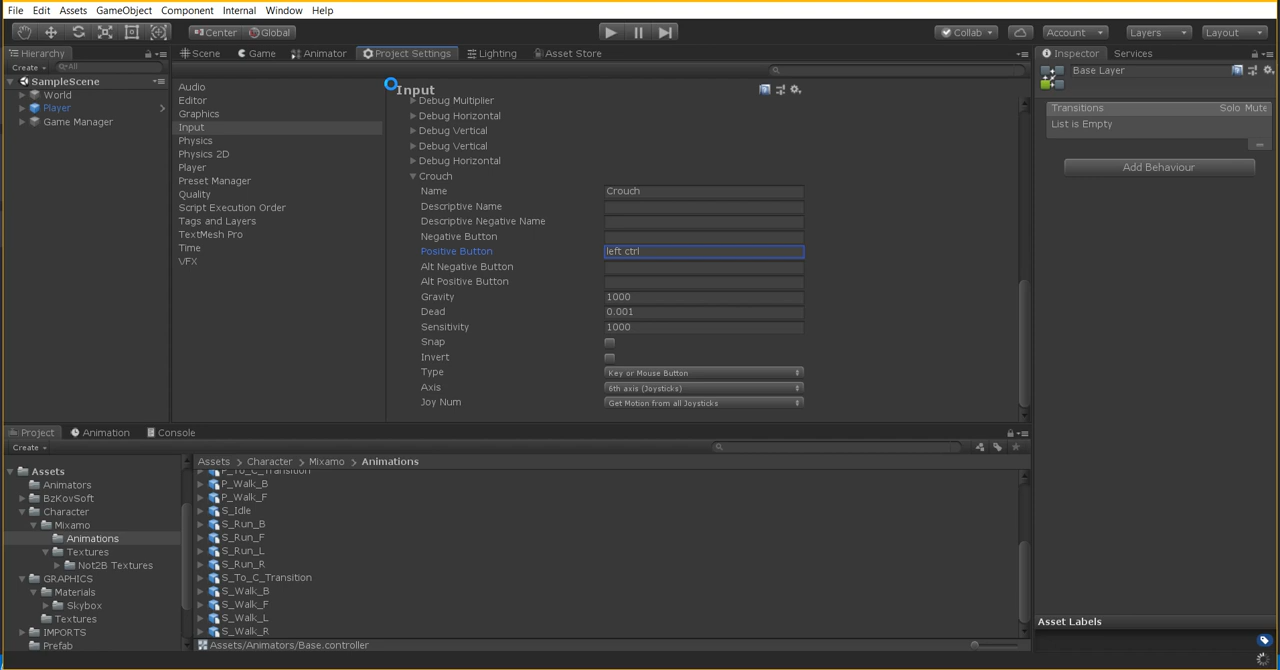 File Edit Assets GameObject Component Internal Window Help
Center Global Collab Account Layers Layout
Hierarchy
Create All
SampleScene
World
Player
Game Manager
Scene Game Animator Project Settings Lighting Asset Store
Audio
Editor
Graphics
Input
Physics
Physics 2D
Player
Preset Manager
Quality
Script Execution Order
Tags and Layers
TextMesh Pro
Time
VFX
Input
Debug Multiplier
Debug Horizontal
Debug Vertical
Debug Vertical
Debug Horizontal
Crouch
Name Crouch
Descriptive Name
Descriptive Negative Name
Negative Button
Positive Button left ctrl
Alt Negative Button
Alt Positive Button
Gravity 1000
Dead 0.001
Sensitivity 1000
Snap
Invert
Type Key or Mouse Button
Axis 6th axis (Joysticks)
Joy Num Get Motion from all Joysticks
Inspector Services
Base Layer
Transitions Solo Mute
List is Empty
Add Behaviour
Asset Labels
Project Animation Console
Create
Assets
Animators
BzKovSoft
Character
Mixamo
Animations
Textures
Not2B Textures
GRAPHICS
Materials
Skybox
Textures
IMPORTS
Prefab
Assets > Character > Mixamo > Animations
P_To_C_Transition
P_Walk_B
P_Walk_F
S_Idle
S_Run_B
S_Run_F
S_Run_L
S_Run_R
S_To_C_Transition
S_Walk_B
S_Walk_F
S_Walk_L
S_Walk_R
Assets/Animators/Base.controller